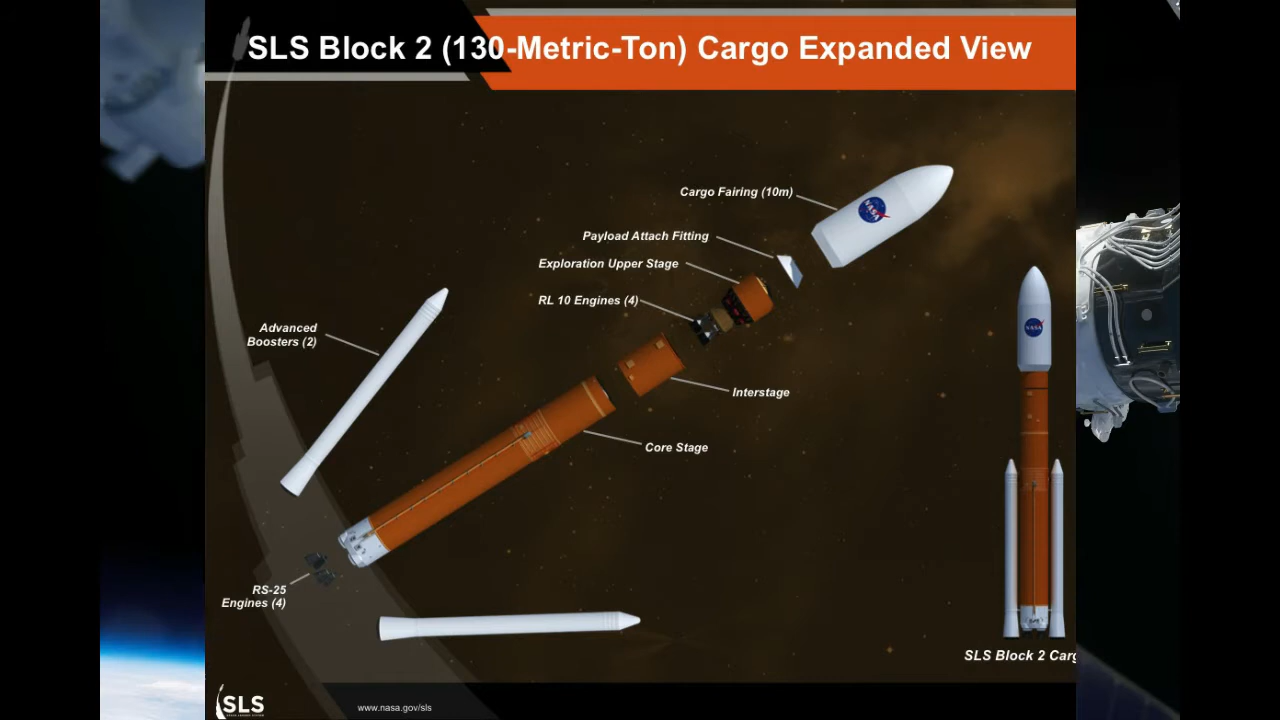 SLS Block 2 (130-Metric-Ton) Cargo Expanded View
Cargo Fairing (10m)
NASA
Payload Attach Fitting
Exploration Upper Stage
RL 10 Engines (4)
NASA
Advanced
Boosters (2)
Interstage
Core Stage
RS-25
Engines (4)
SLS Block 2 Carg
SLS
www.nasa.gov/sls